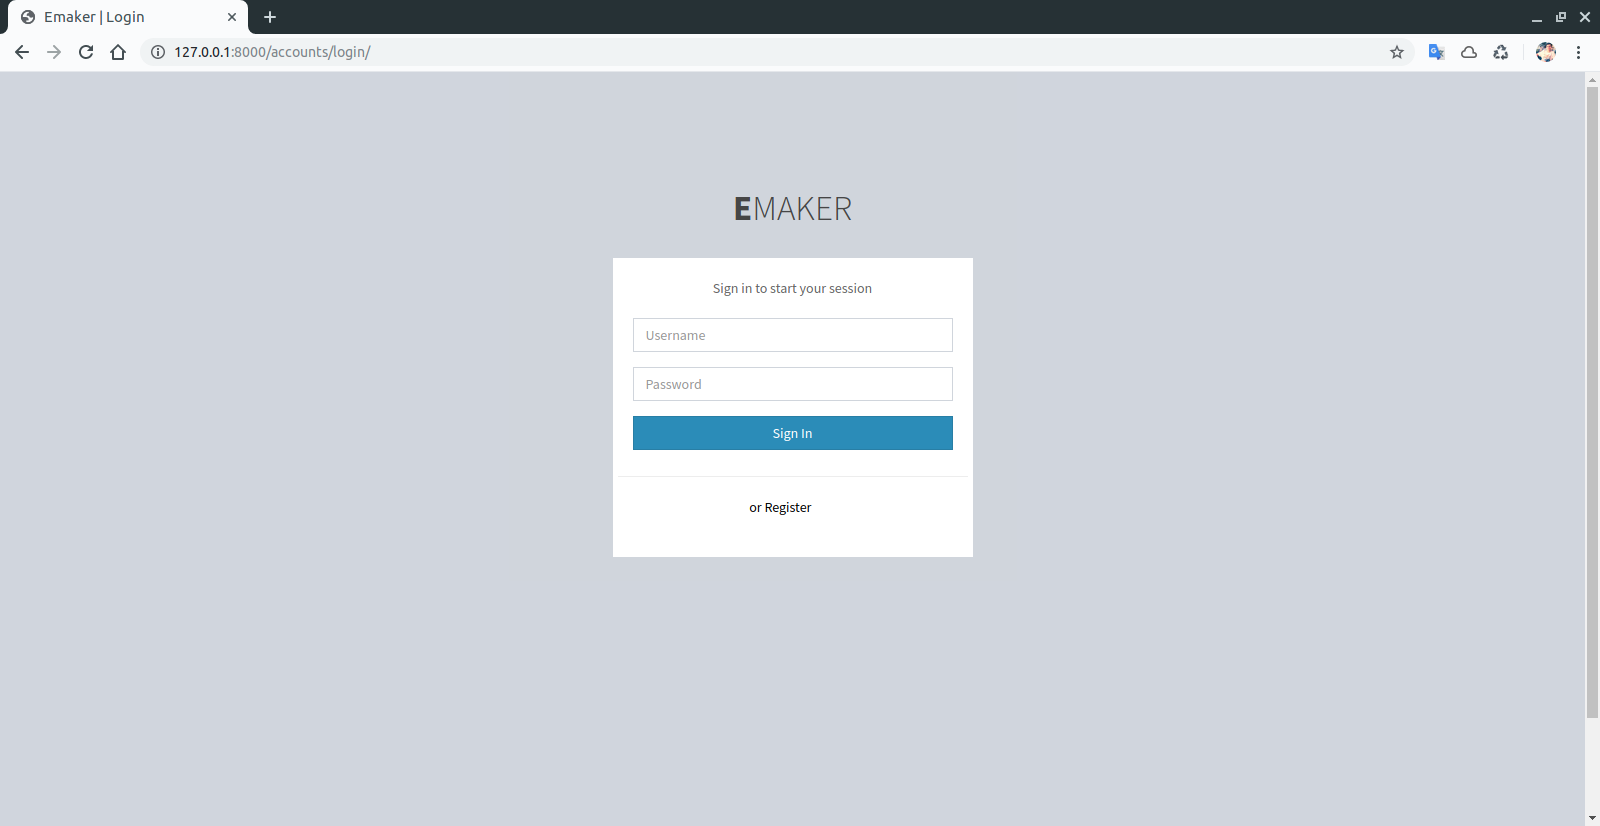 Emaker | Login
127.0.0.1:8000/accounts/login/
EMAKER
Sign in to start your session
Username
Password
Sign In
or Register